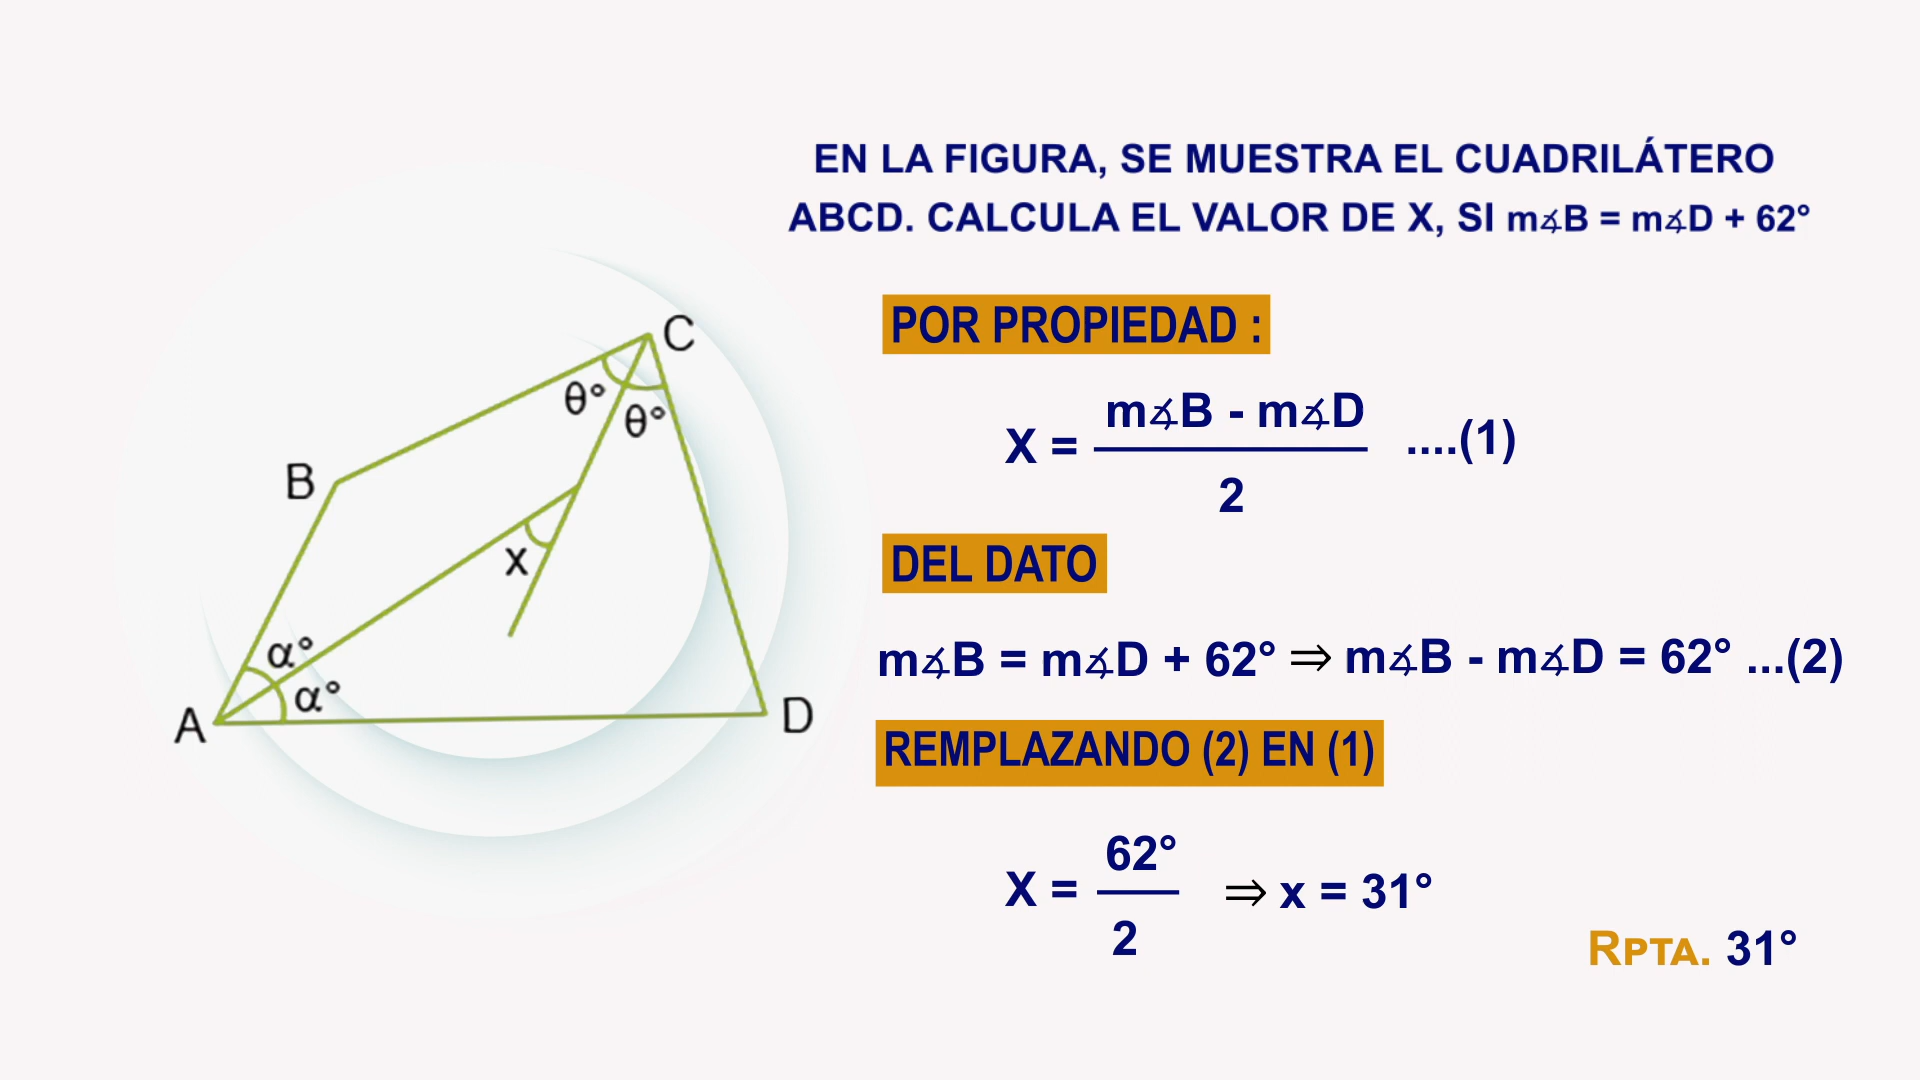 EN LA FIGURA, SE MUESTRA EL CUADRILÁTERO
ABCD. CALCULA EL VALOR DE X, SI m∡B = m∡D + 62°
POR PROPIEDAD :
X = (m∡B - m∡D) / 2 ....(1)
DEL DATO
m∡B = m∡D + 62° ⇒ m∡B - m∡D = 62° ...(2)
REMPLAZANDO (2) EN (1)
X = 62° / 2 ⇒ x = 31°
RPTA. 31°
C
θ°
θ°
B
x
α°
α°
A
D